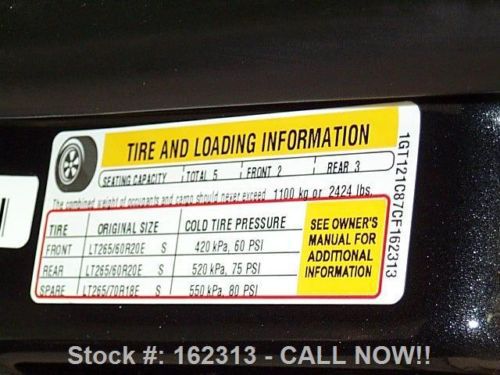 TIRE AND LOADING INFORMATION
SEATING CAPACITY TOTAL 5 FRONT 2 REAR 3
The combined weight of occupants and cargo should never exceed 1100 kg or 2424 lbs.
TIRE ORIGINAL SIZE COLD TIRE PRESSURE
FRONT LT265/60R20E S 420 kPa, 60 PSI
REAR LT265/60R20E S 520 kPa, 75 PSI
SPARE LT265/70R18E S 550 kPa, 80 PSI
SEE OWNER'S
MANUAL FOR
ADDITIONAL
INFORMATION
1GT121C87CF162313
Stock #: 162313 - CALL NOW!!